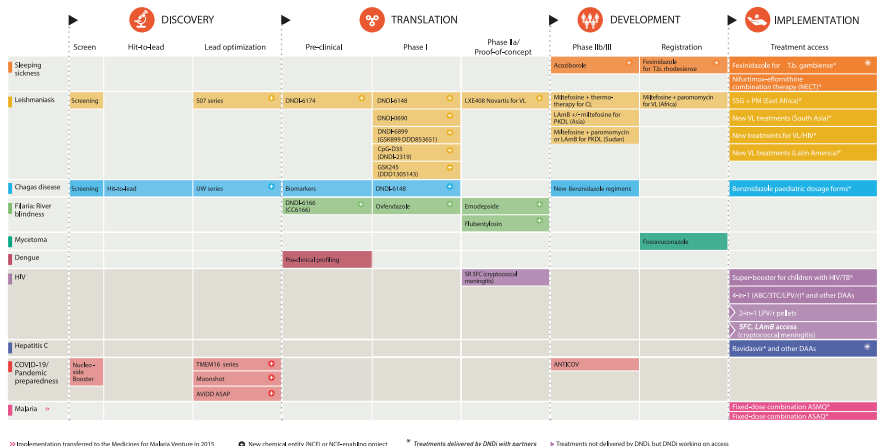 DISCOVERY
TRANSLATION
DEVELOPMENT
IMPLEMENTATION
Screen
Hit-to-lead
Lead optimization
Pre-clinical
Phase I
Phase IIa/
Proof-of-concept
Phase IIb/III
Registration
Treatment access
Sleeping
sickness
Acoziborole
Fexinidazole
for T.b. rhodesiense
Fexinidazole for T.b. gambiense*
Nifurtimox-eflornithine
combination therapy (NECT)*
Leishmaniasis
Screening
S07 series
DNDI-6174
DNDI-6148
DNDI-0690
DNDI-6899
(GSK899 DDD853651)
CpG-D35
(DNDI-2319)
GSK245
(DDD1305143)
LXE408 Novartis for VL
Miltefosine + thermo-
therapy for CL
LAmB +/- miltefosine for
PKDL (Asia)
Miltefosine + paromomycin
or LAmB for PKDL (Sudan)
Miltefosine + paromomycin
for VL (Africa)
SSG + PM (East Africa)*
New VL treatments (South Asia)*
New treatments for VL/HIV*
New VL treatments (Latin America)*
Chagas disease
Screening
Hit-to-lead
UW series
Biomarkers
DNDI-6148
New Benznidazole regimens
Benznidazole paediatric dosage forms*
Filaria: River
blindness
DNDI-6166
(CC6166)
Oxfendazole
Emodepside
Flubentylosin
Mycetoma
Fosravuconazole
Dengue
Pre-clinical profiling
HIV
SR 5FC (cryptococcal
meningitis)
Super-booster for children with HIV/TB*
4-in-1 (ABC/3TC/LPV/r)* and other DAAs
2-in-1 LPV/r pellets
5FC, LAmB access
(cryptococcal meningitis)
Hepatitis C
Ravidasvir* and other DAAs
COVID-19/
Pandemic
preparedness
Nucleo-
side
Booster
TMEM16 series
Moonshot
AVIDD ASAP
ANTICOV
Malaria »
Fixed-dose combination ASMQ*
Fixed-dose combination ASAQ*
» Implementation transferred to the Medicines for Malaria Venture in 2015
New chemical entity (NCE) or NCE-enabling project
* Treatments delivered by DNDi with partners
Treatments not delivered by DNDi, but DNDi working on access